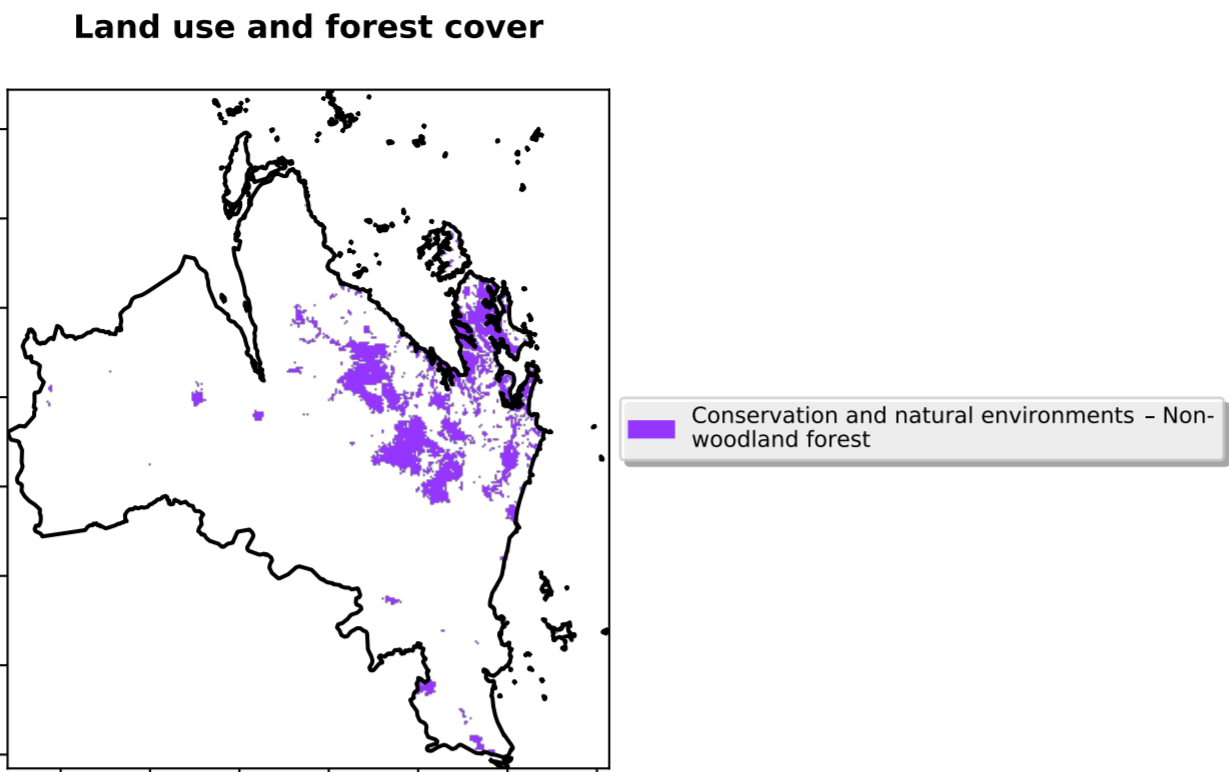 Land use and forest cover
Conservation and natural environments – Non-
woodland forest